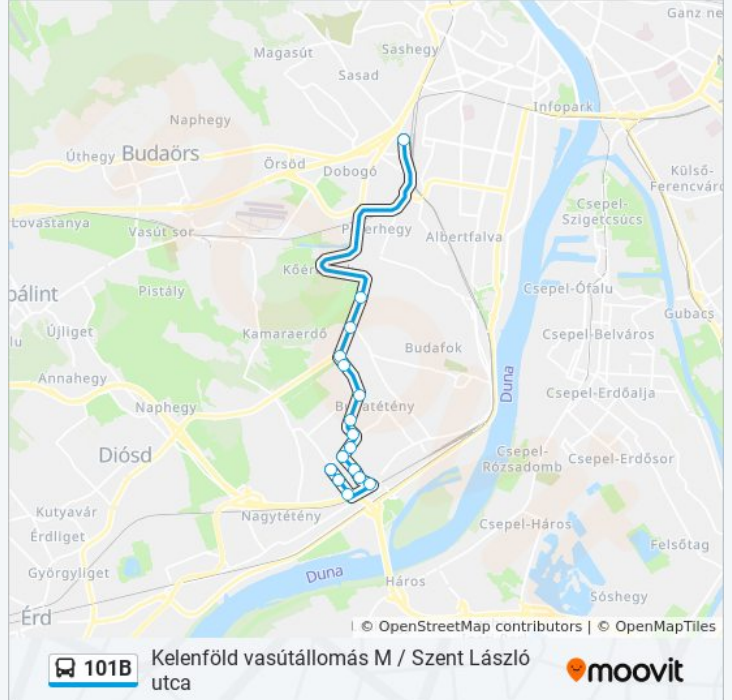 Ganz ne
Magasút
Sashegy
Sasad
Infopark
Naphegy
Úthegy Budaörs
Örsöd
Dobogó
Külső-
Ferencvárc
Csepel-
Szigetcsúcs
Lovastanya
Vasút sor
Albertfalva
Kőér
Csepel-Ófalu
pálint
Pistály
Gubacs
lu
Újliget
Kamaraerdő
Csepel-Belváros
Budafok
Duna
Annahegy
Csepel-Erdőalja
Naphegy
Diósd
Csepel-
Rózsadomb
Csepel-Erdősor
Kutyavár
Nagytétény
Csepel-Háros
Érdliget
Felsőtag
Györgyliget
Duna
Háros
Sóshegy
Érd
© OpenStreetMap contributors | © OpenMapTiles
101B
Kelenföld vasútállomás M / Szent László
utca
moovit